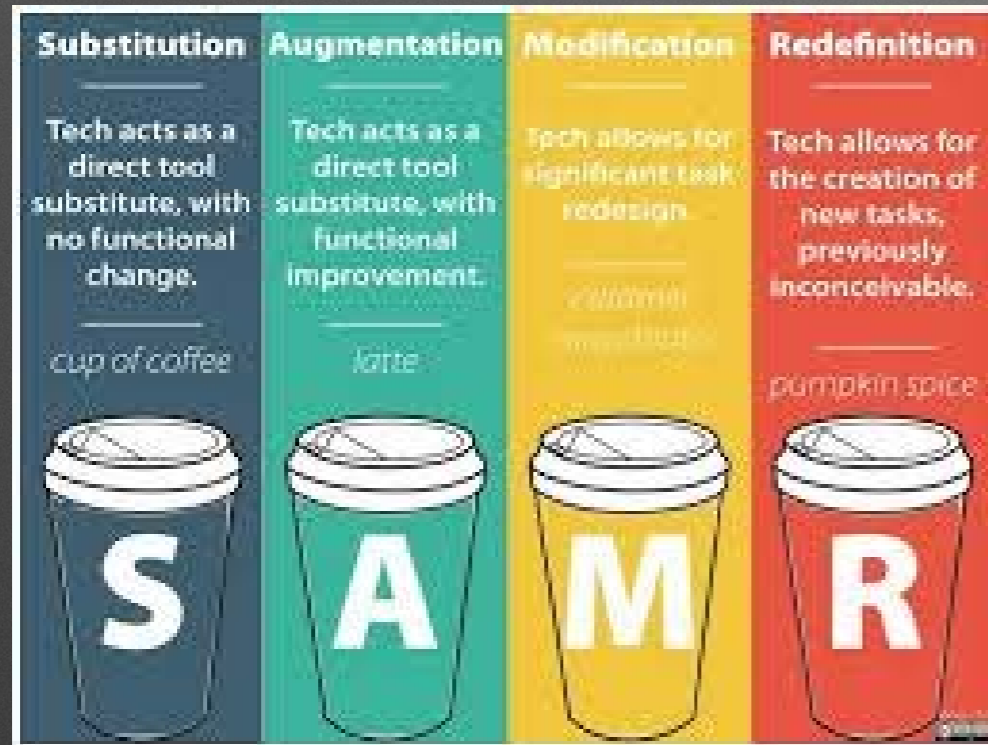 Substitution
Tech acts as a
direct tool
substitute, with
no functional
change.
cup of coffee
S
Augmentation
Tech acts as a
direct tool
substitute, with
functional
improvement.
latte
A
Modification
Tech allows for
significant task
redesign.
M
Redefinition
Tech allows for
the creation of
new tasks,
previously
inconceivable.
pumpkin spice
R